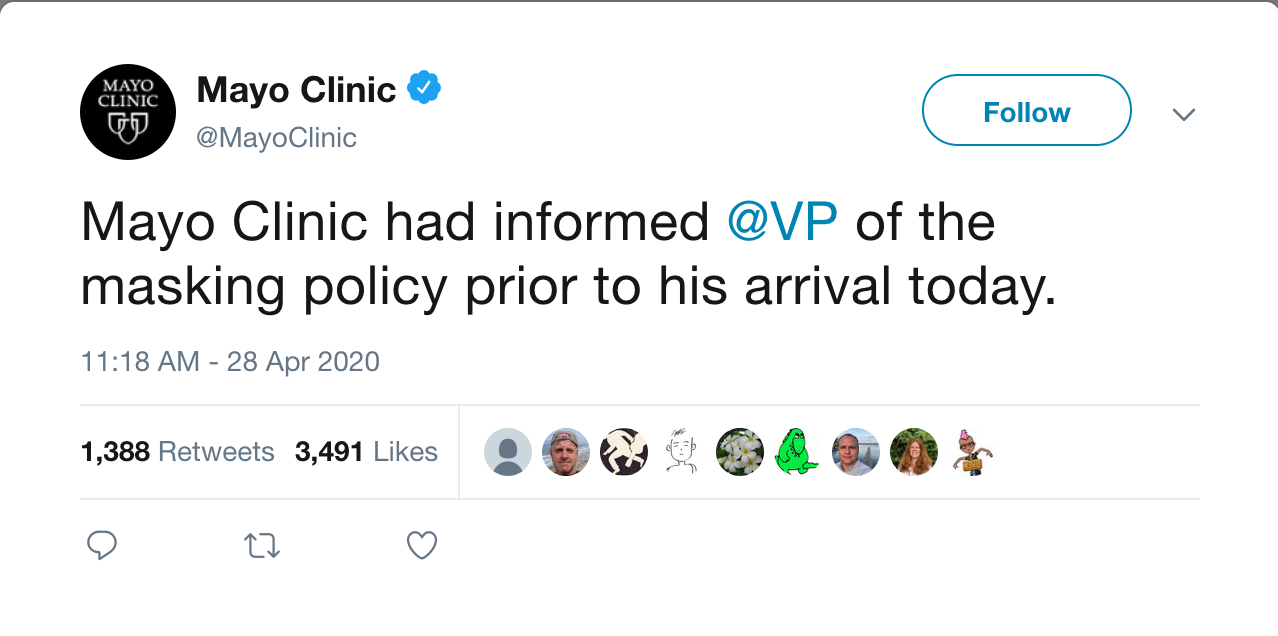 MAYO
CLINIC
Mayo Clinic
@MayoClinic
Follow
Mayo Clinic had informed @VP of the
masking policy prior to his arrival today.
11:18 AM - 28 Apr 2020
1,388 Retweets 3,491 Likes